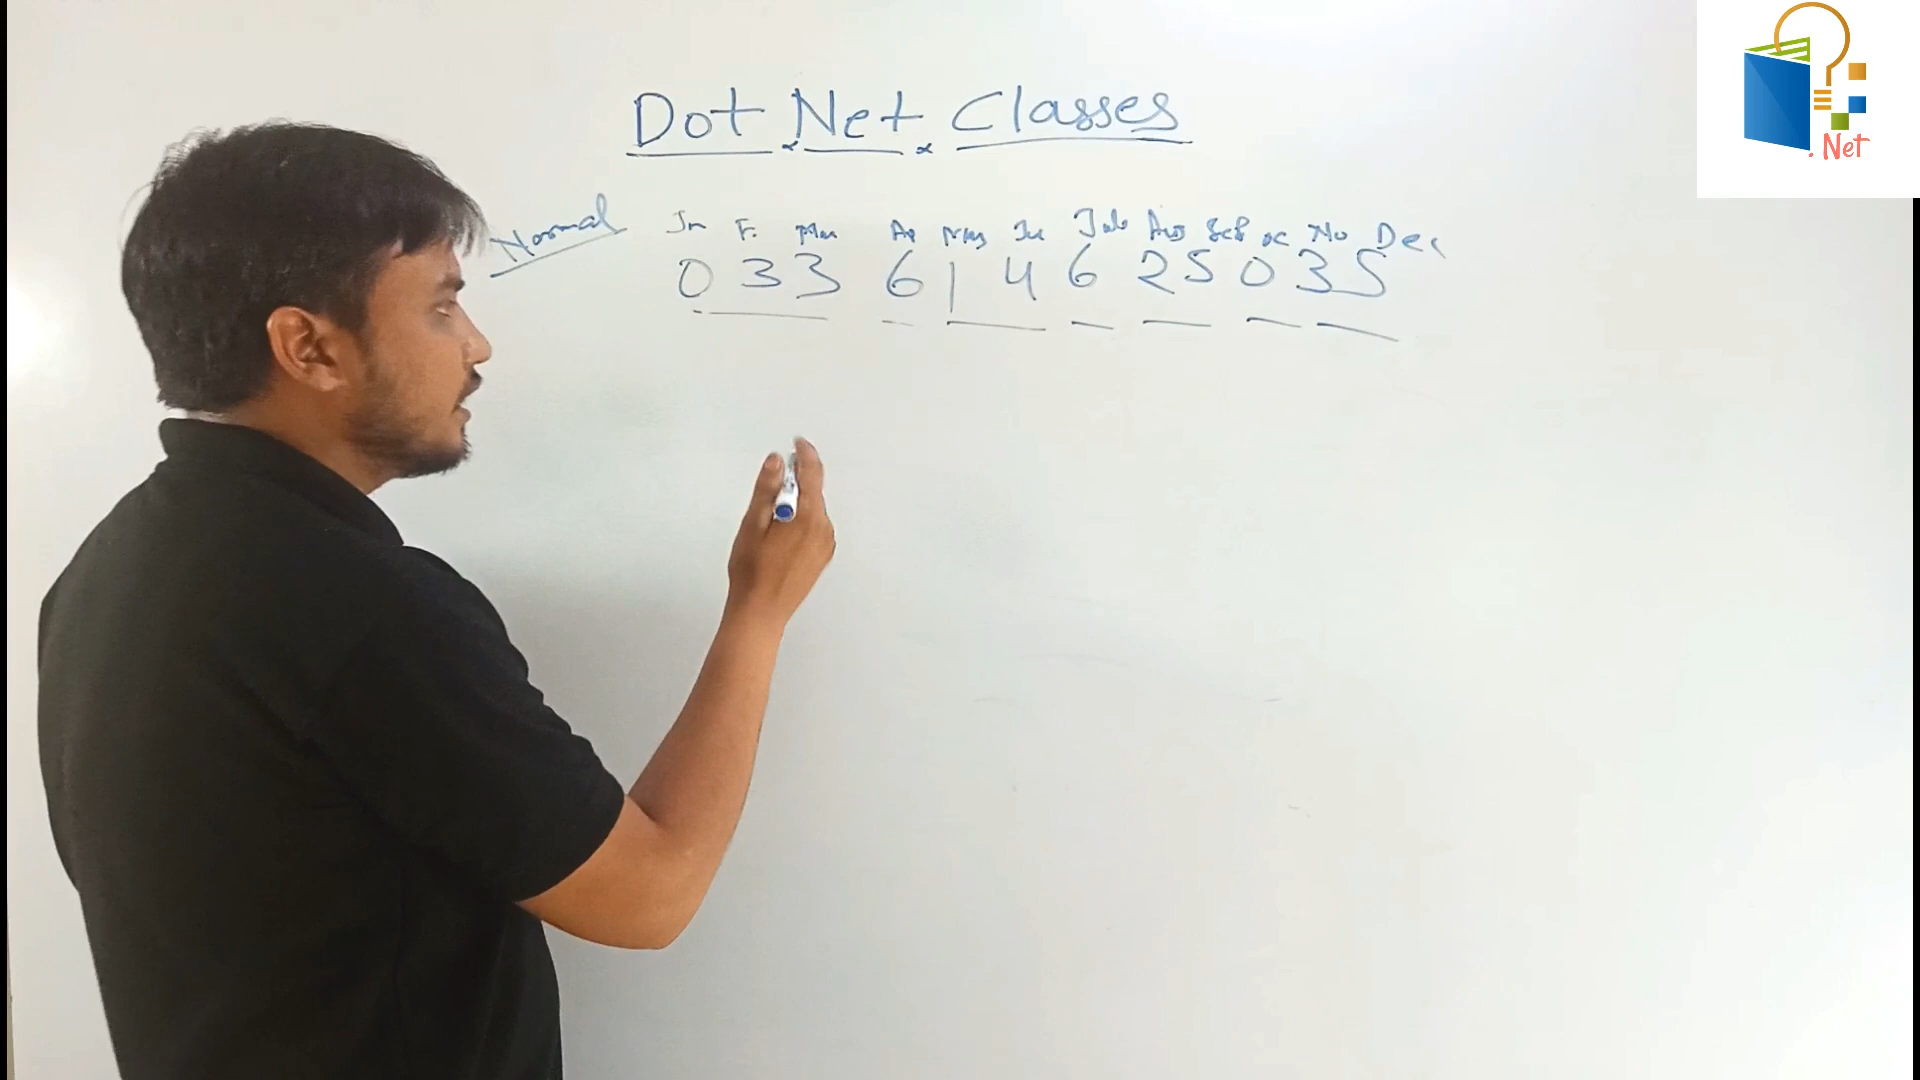 Dot Net Classes
Normal
Jn F. Mar Ap May Ju Jul Aug Sep oc No Dec
0 3 3 6 1 4 6 2 5 0 3 5
.Net